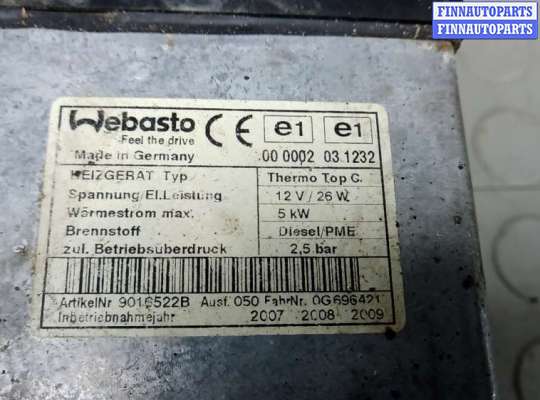 FINNAUTOPARTS
FINNAUTOPARTS
Webasto
Feel the drive
CE e1 e1
Made in Germany 00 0002 03 1232
HEIZGERÄT Typ Thermo Top C.
Spannung/El.Leistung 12 V / 26 W
Wärmestrom max. 5 kW
Brennstoff Diesel/PME
zul. Betriebsüberdruck 2,5 bar
ArtikelNr 9016522B Ausf. 050 FabrNr. 0G696421
Inbetriebnahmejahr 2007 2008 2009